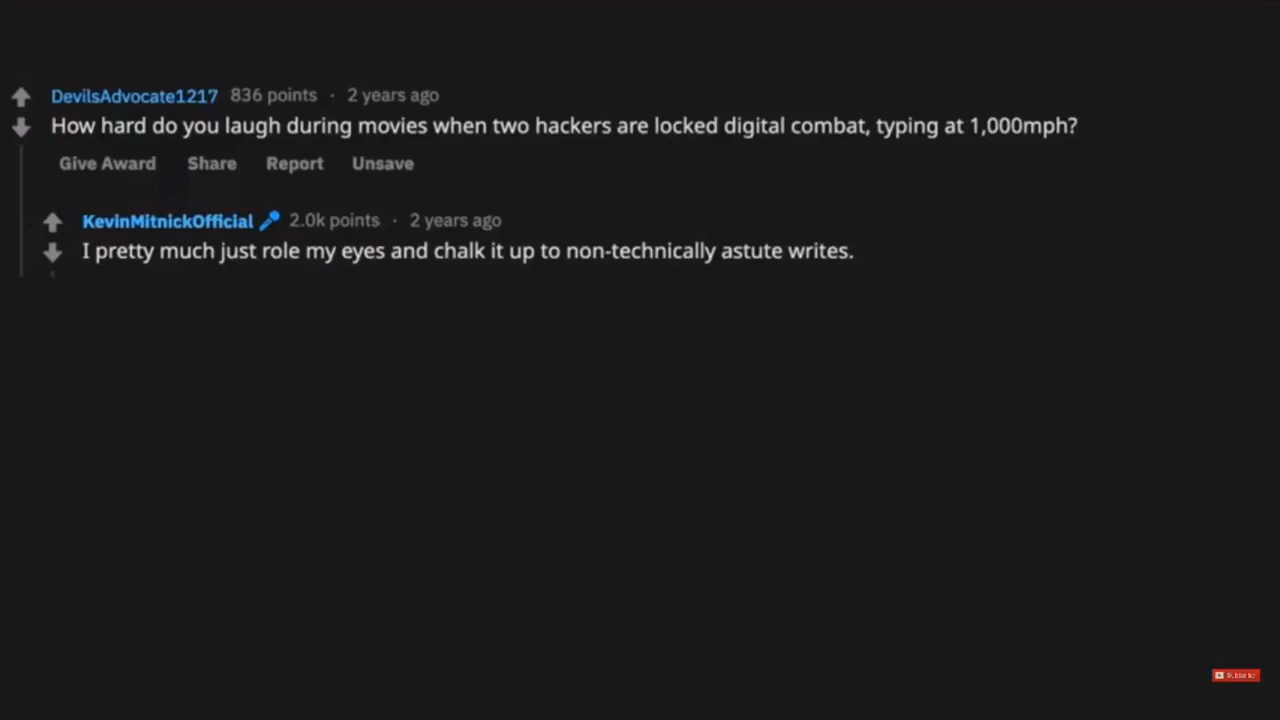 DevilsAdvocate1217 836 points · 2 years ago
How hard do you laugh during movies when two hackers are locked digital combat, typing at 1,000mph?
Give Award Share Report Unsave
KevinMitnickOfficial 2.0k points · 2 years ago
I pretty much just role my eyes and chalk it up to non-technically astute writes.